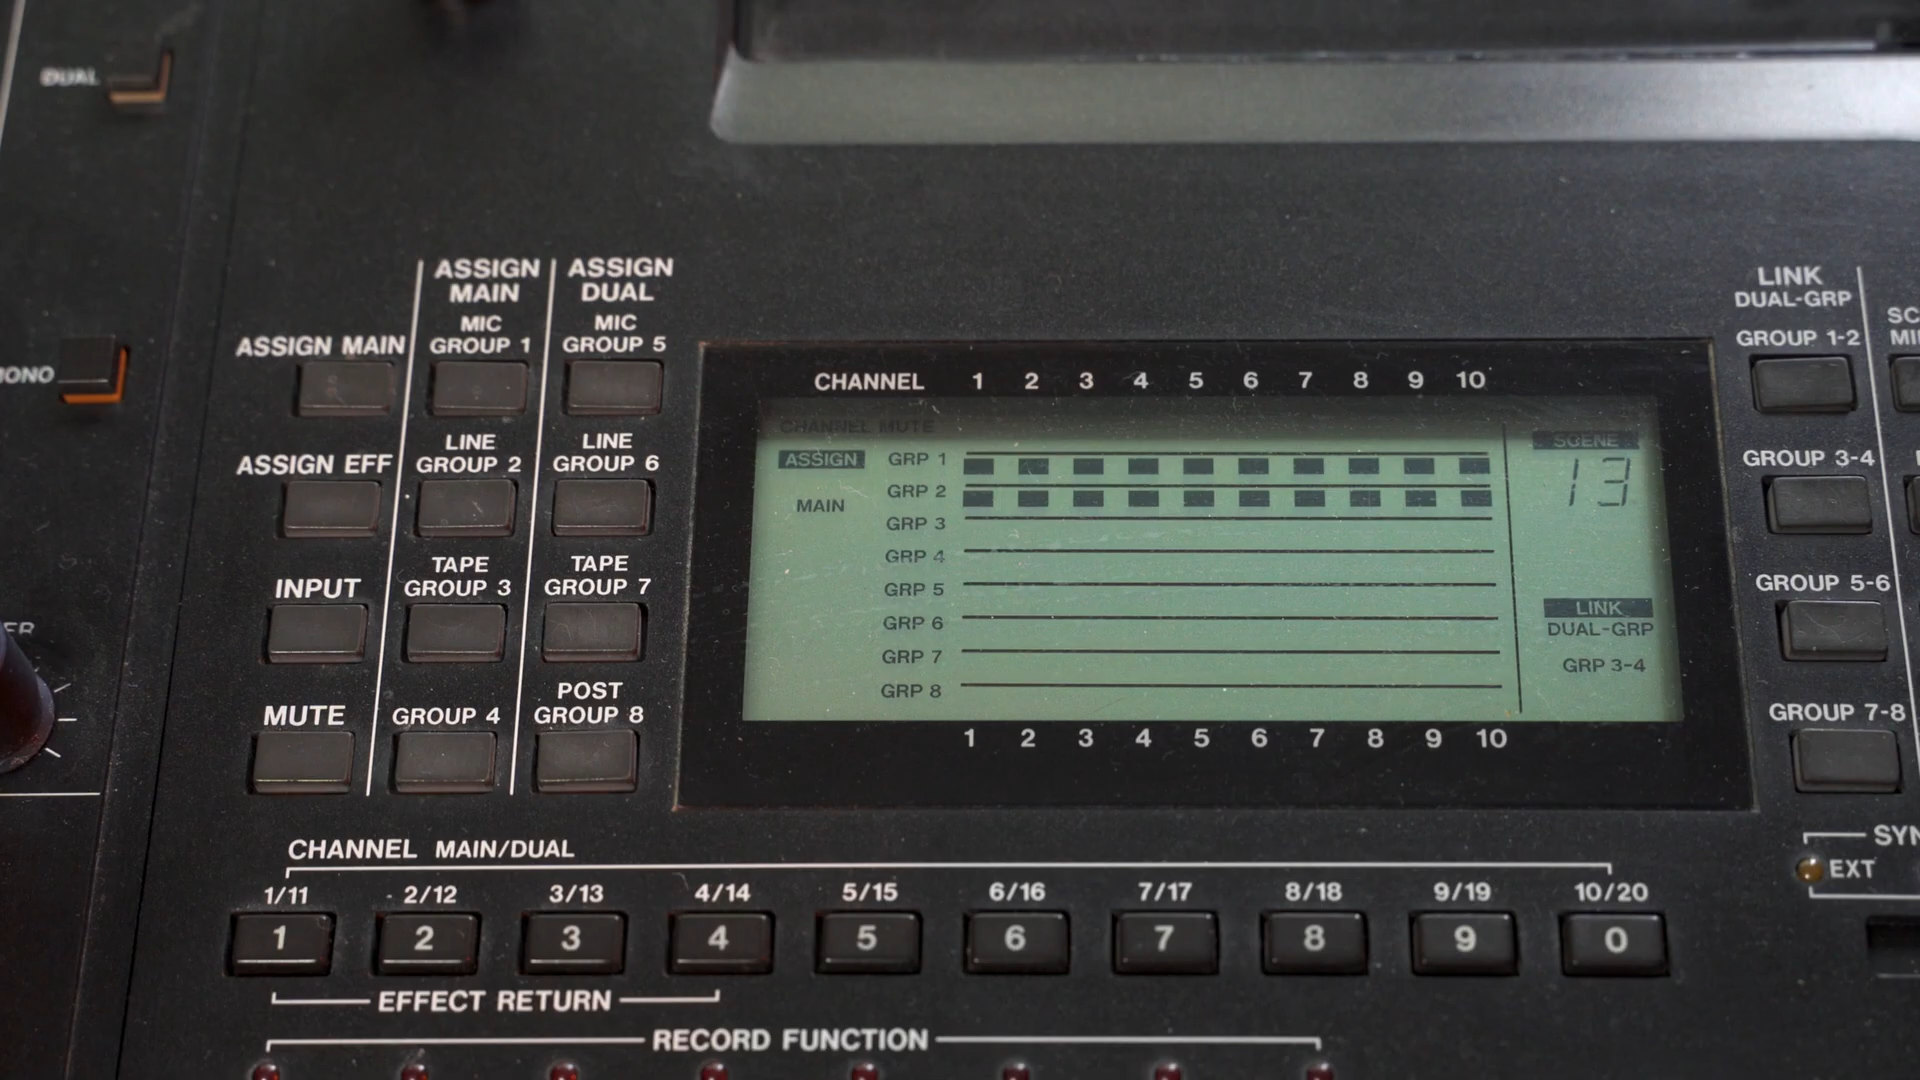 DUAL
MONO
ASSIGN MAIN
ASSIGN EFF
INPUT
MUTE
ASSIGN
MAIN
MIC
GROUP 1
LINE
GROUP 2
TAPE
GROUP 3
GROUP 4
ASSIGN
DUAL
MIC
GROUP 5
LINE
GROUP 6
TAPE
GROUP 7
POST
GROUP 8
CHANNEL 1 2 3 4 5 6 7 8 9 10
CHANNEL MUTE
ASSIGN
MAIN
GRP 1
GRP 2
GRP 3
GRP 4
GRP 5
GRP 6
GRP 7
GRP 8
SCENE
13
LINK
DUAL-GRP
GRP 3-4
1 2 3 4 5 6 7 8 9 10
LINK
DUAL-GRP
GROUP 1-2
GROUP 3-4
GROUP 5-6
GROUP 7-8
SYN
EXT
CHANNEL MAIN/DUAL
1/11 2/12 3/13 4/14 5/15 6/16 7/17 8/18 9/19 10/20
1 2 3 4 5 6 7 8 9 0
EFFECT RETURN
RECORD FUNCTION